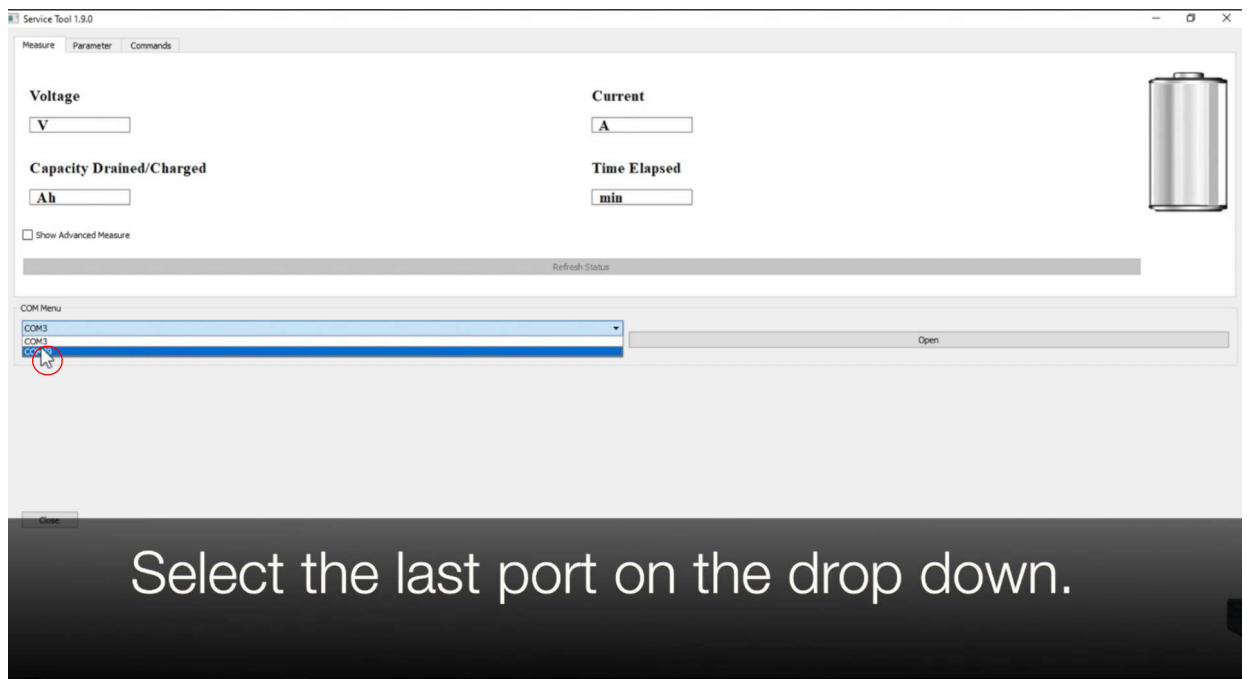 Service Tool 1.9.0
Measure Parameter Commands
Voltage Current
V A
Capacity Drained/Charged Time Elapsed
Ah min
Show Advanced Measure
Refresh Status
COM Menu
COM3
COM3
Open
Close
Select the last port on the drop down.